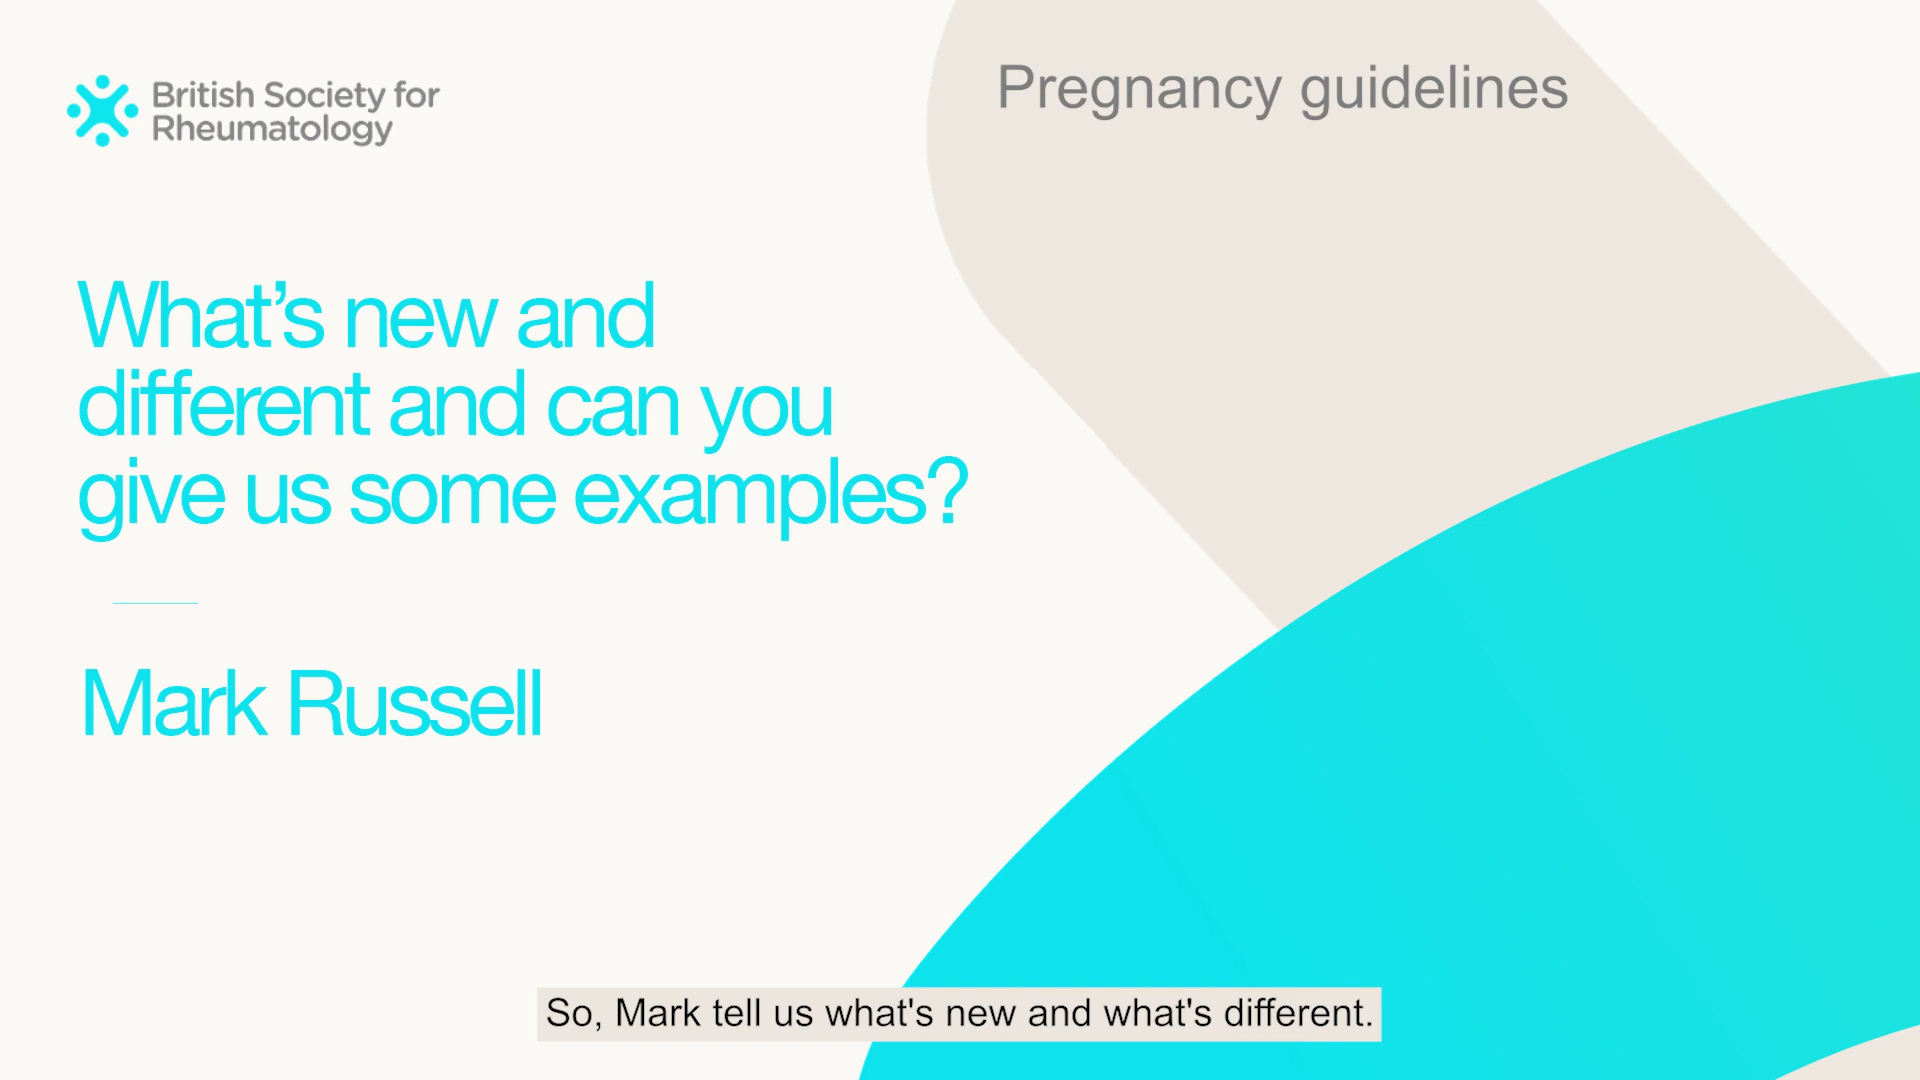 British Society for
Rheumatology
Pregnancy guidelines
What’s new and
different and can you
give us some examples?
Mark Russell
So, Mark tell us what's new and what's different.